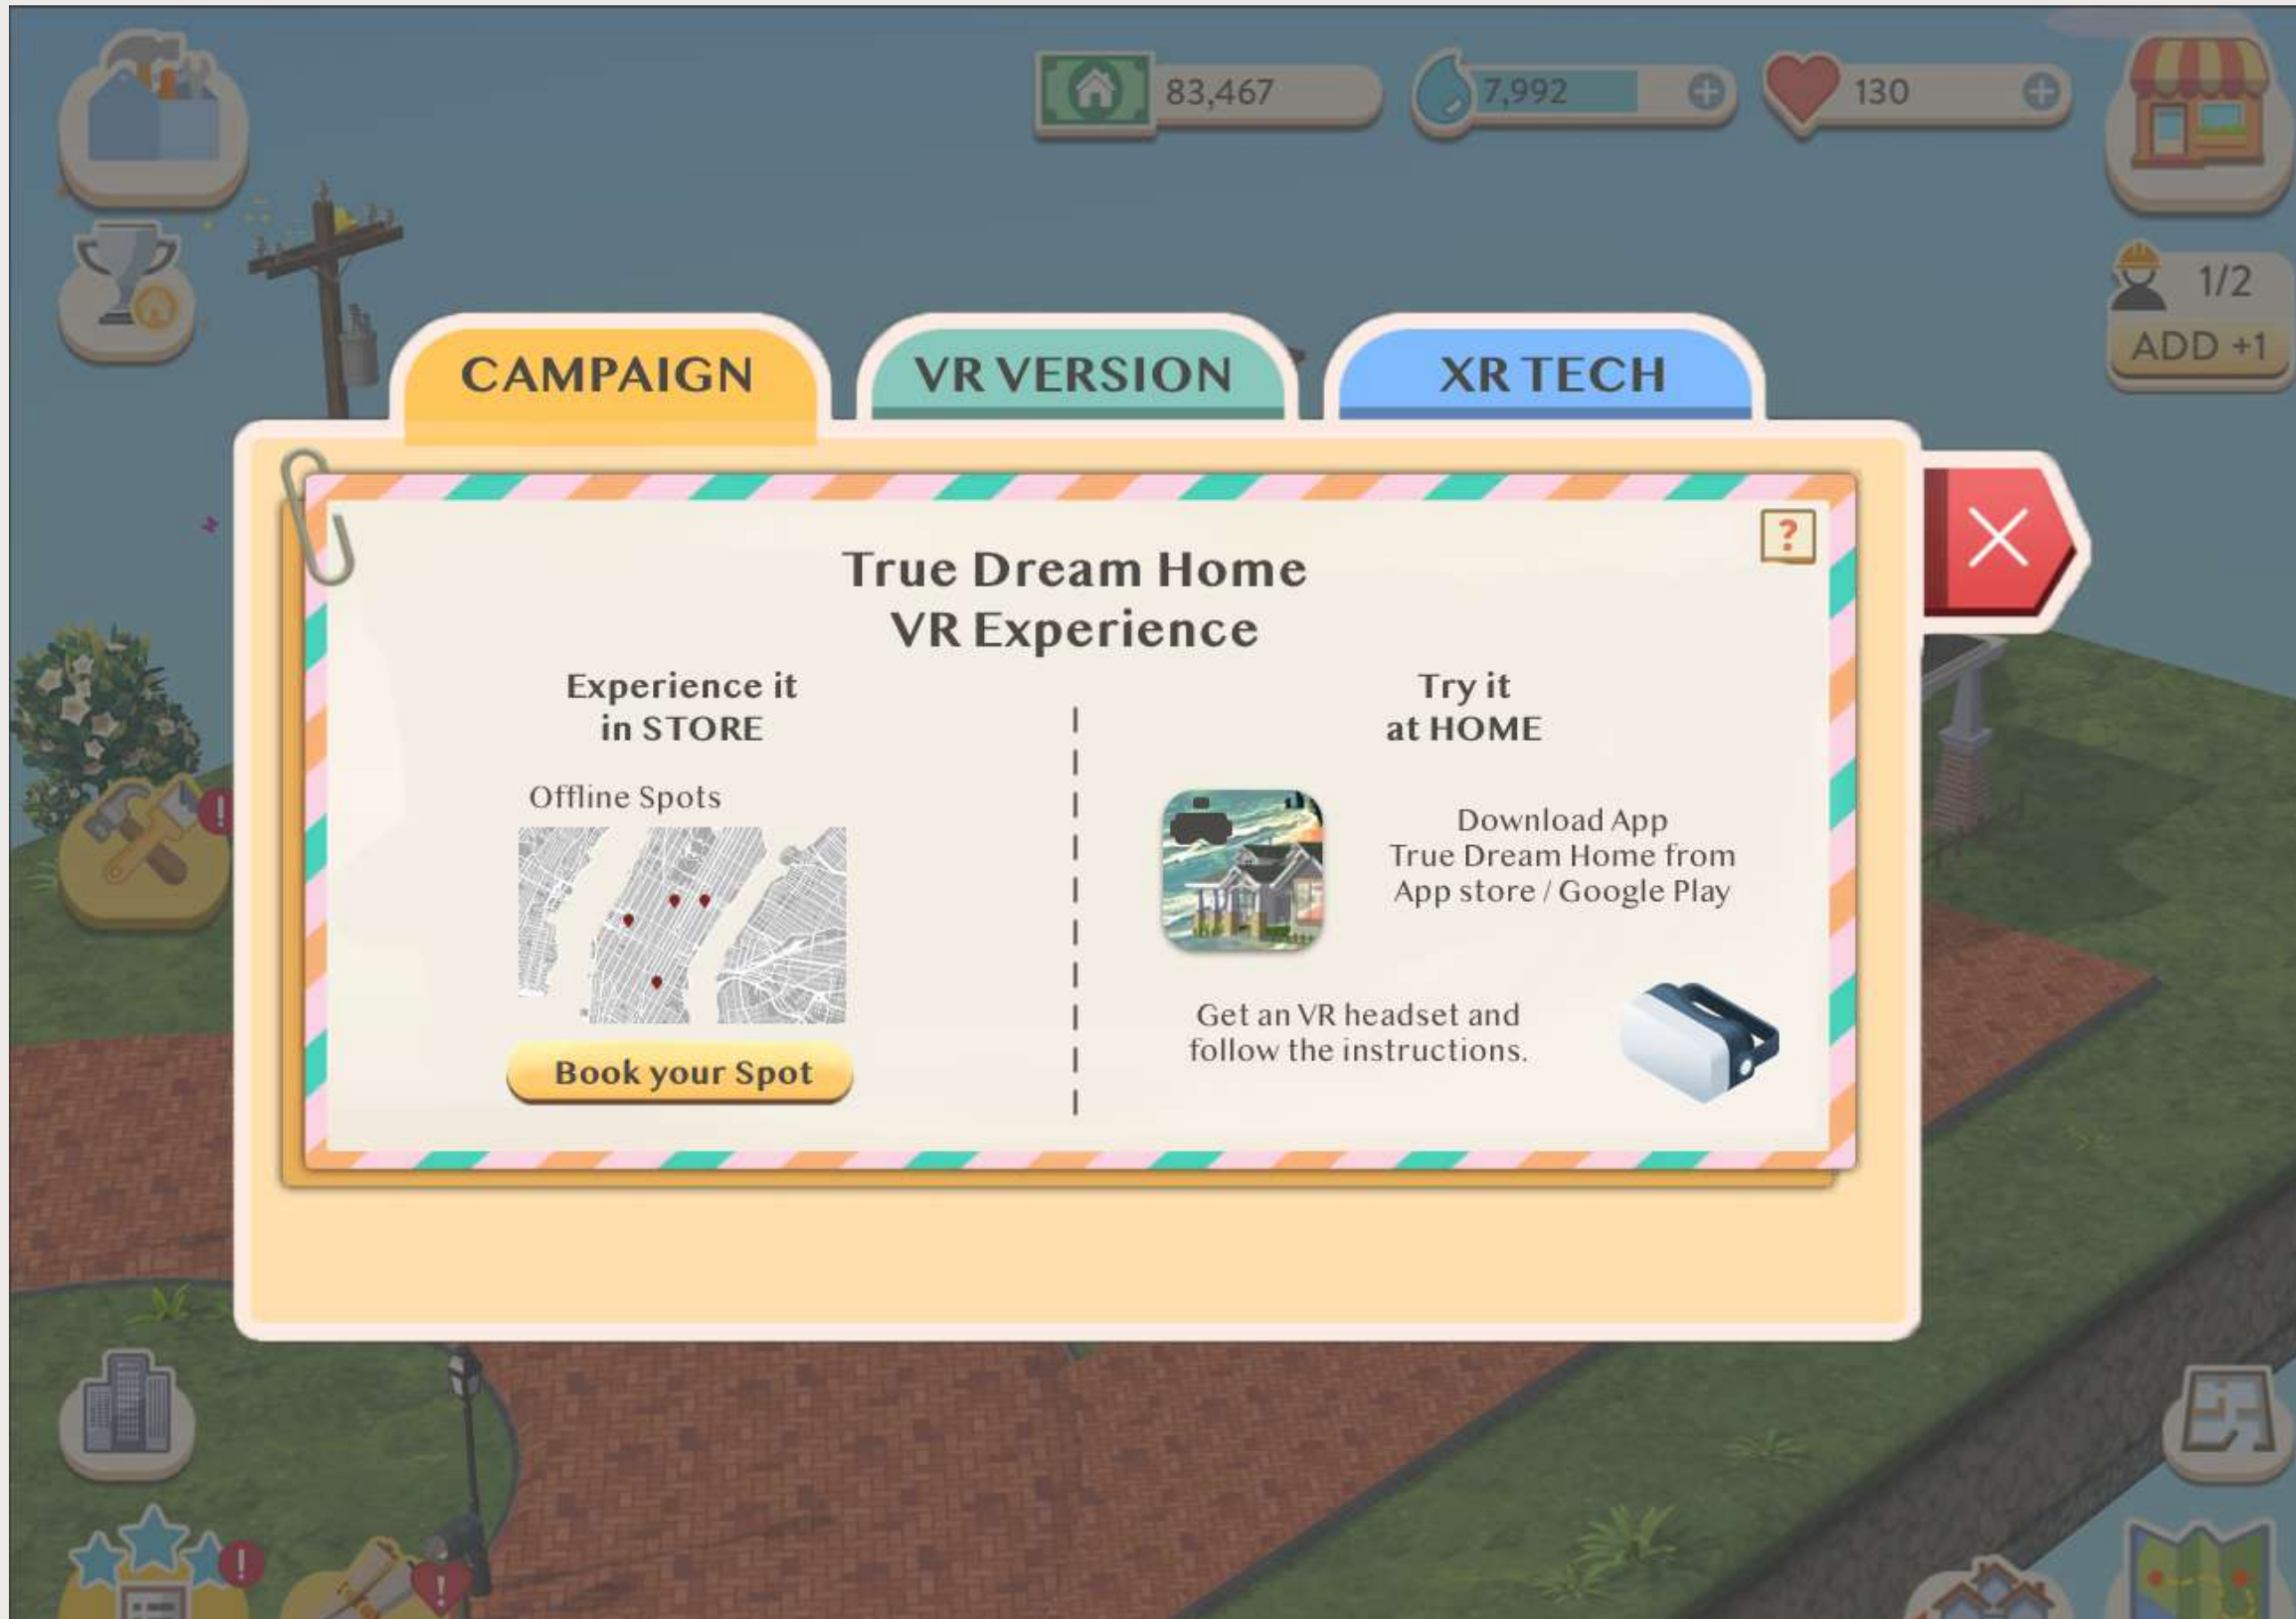 83,467
7,992
130
1/2
ADD +1
CAMPAIGN
VR VERSION
XR TECH
?
True Dream Home
VR Experience
Experience it
in STORE
Offline Spots
Book your Spot
Try it
at HOME
Download App
True Dream Home from
App store / Google Play
Get an VR headset and
follow the instructions.
!
!
!